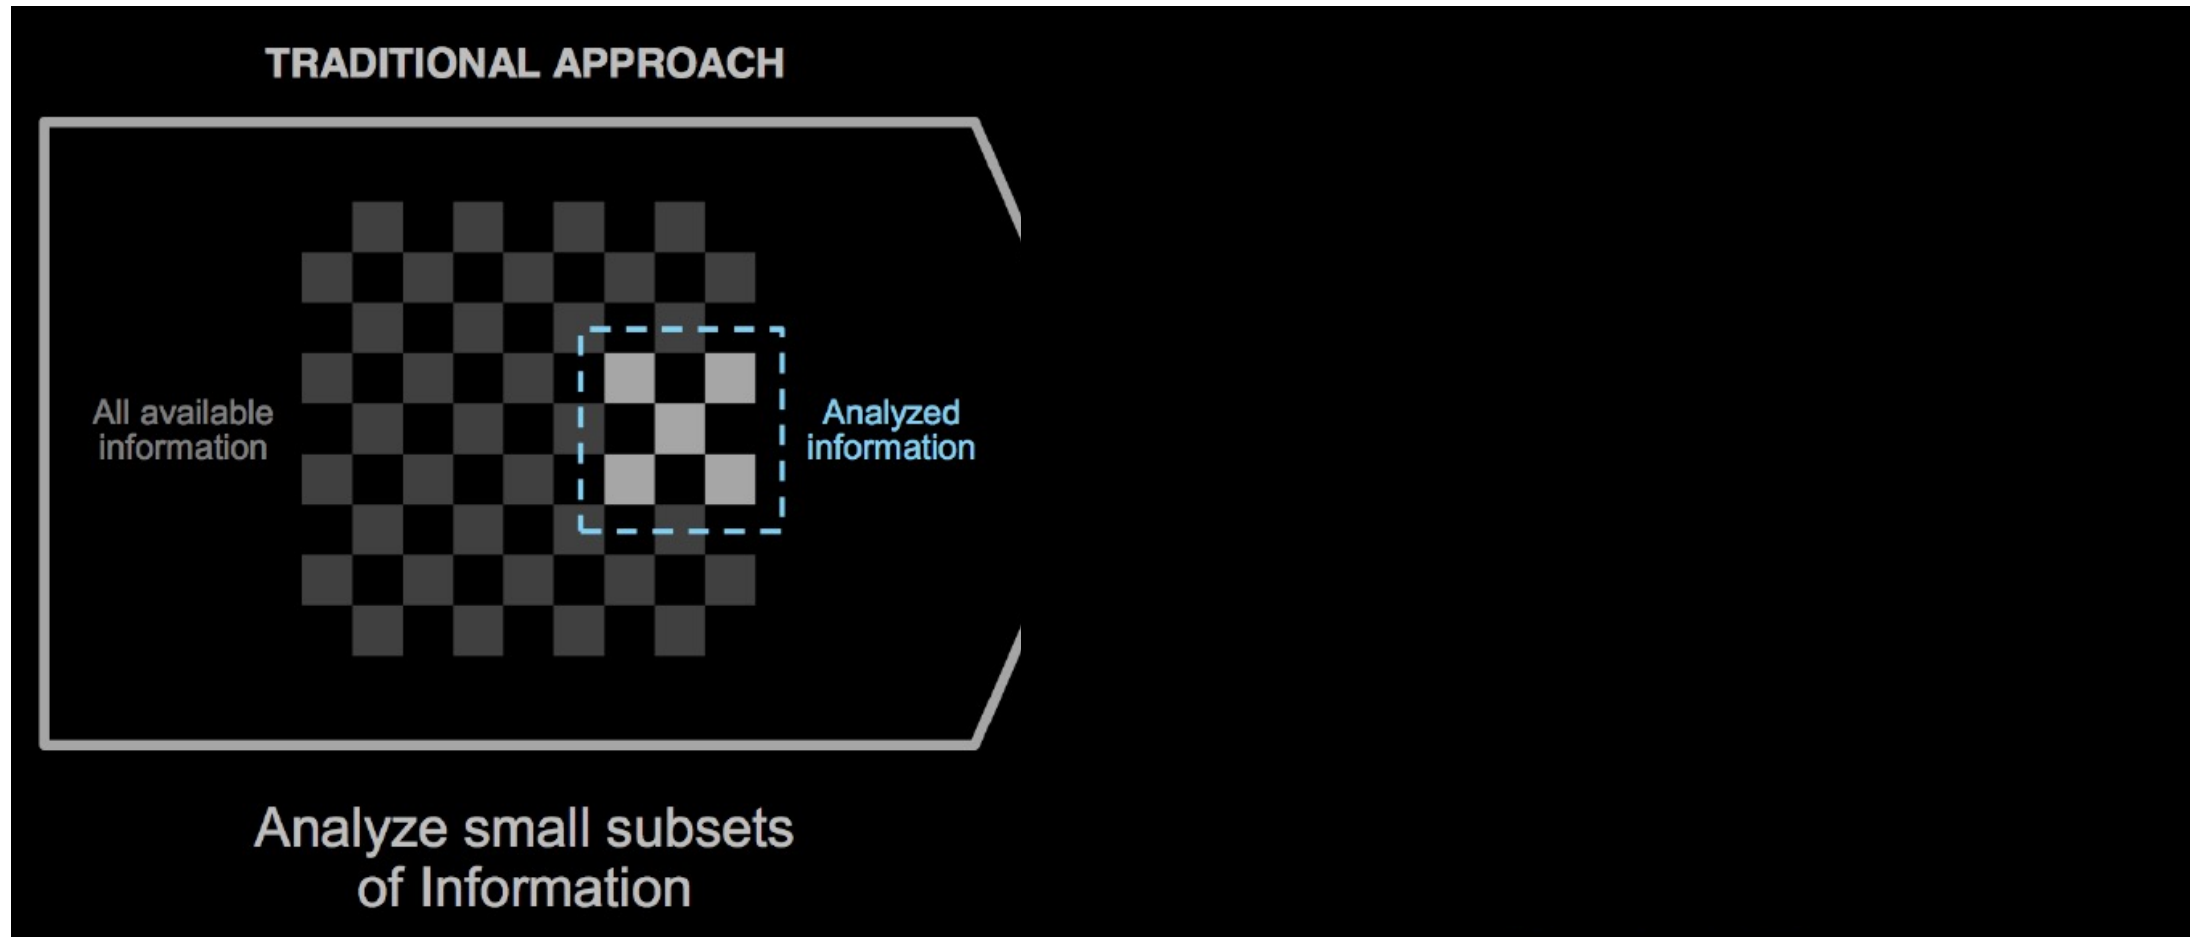 TRADITIONAL APPROACH
All available
information
Analyzed
information
Analyze small subsets
of Information